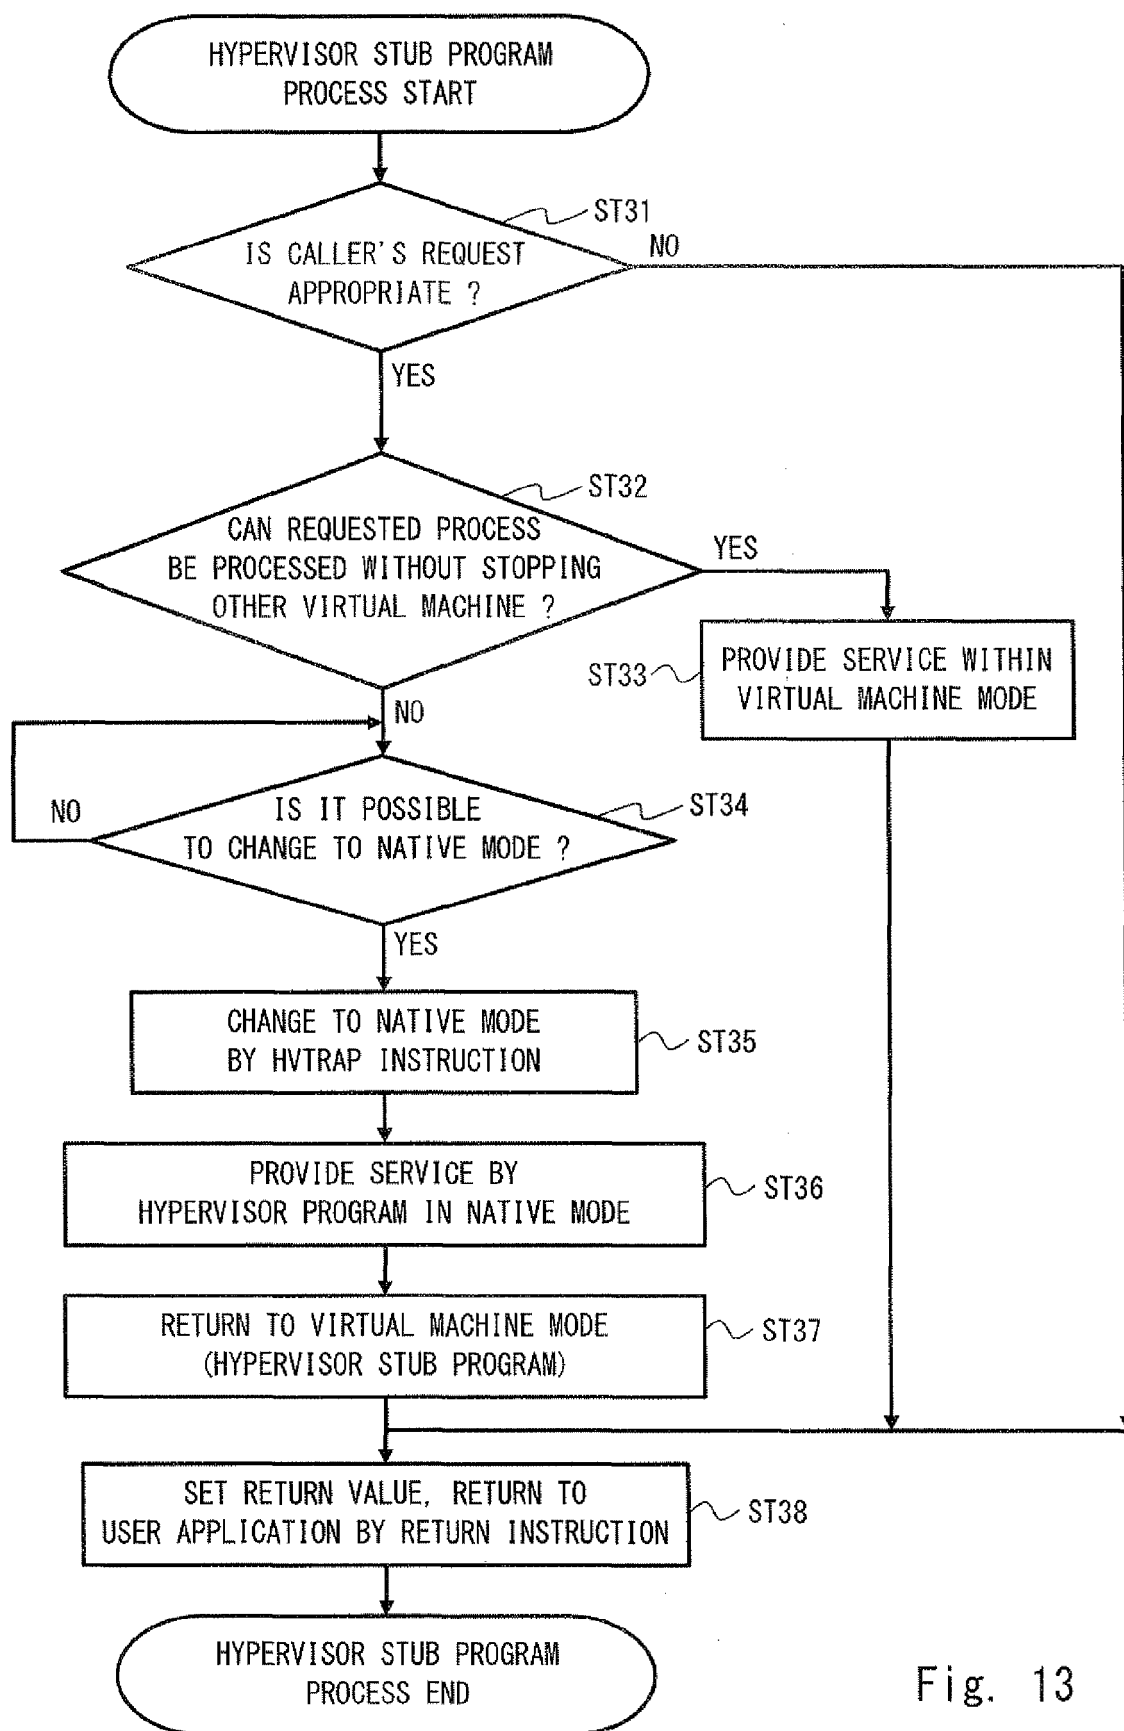 HYPERVISOR STUB PROGRAM
PROCESS START
ST31
IS CALLER'S REQUEST
APPROPRIATE ?
NO
YES
ST32
CAN REQUESTED PROCESS
BE PROCESSED WITHOUT STOPPING
OTHER VIRTUAL MACHINE ?
YES
ST33
PROVIDE SERVICE WITHIN
VIRTUAL MACHINE MODE
NO
ST34
IS IT POSSIBLE
TO CHANGE TO NATIVE MODE ?
NO
YES
CHANGE TO NATIVE MODE
BY HVTRAP INSTRUCTION
ST35
PROVIDE SERVICE BY
HYPERVISOR PROGRAM IN NATIVE MODE
ST36
RETURN TO VIRTUAL MACHINE MODE
(HYPERVISOR STUB PROGRAM)
ST37
SET RETURN VALUE, RETURN TO
USER APPLICATION BY RETURN INSTRUCTION
ST38
HYPERVISOR STUB PROGRAM
PROCESS END
Fig. 13